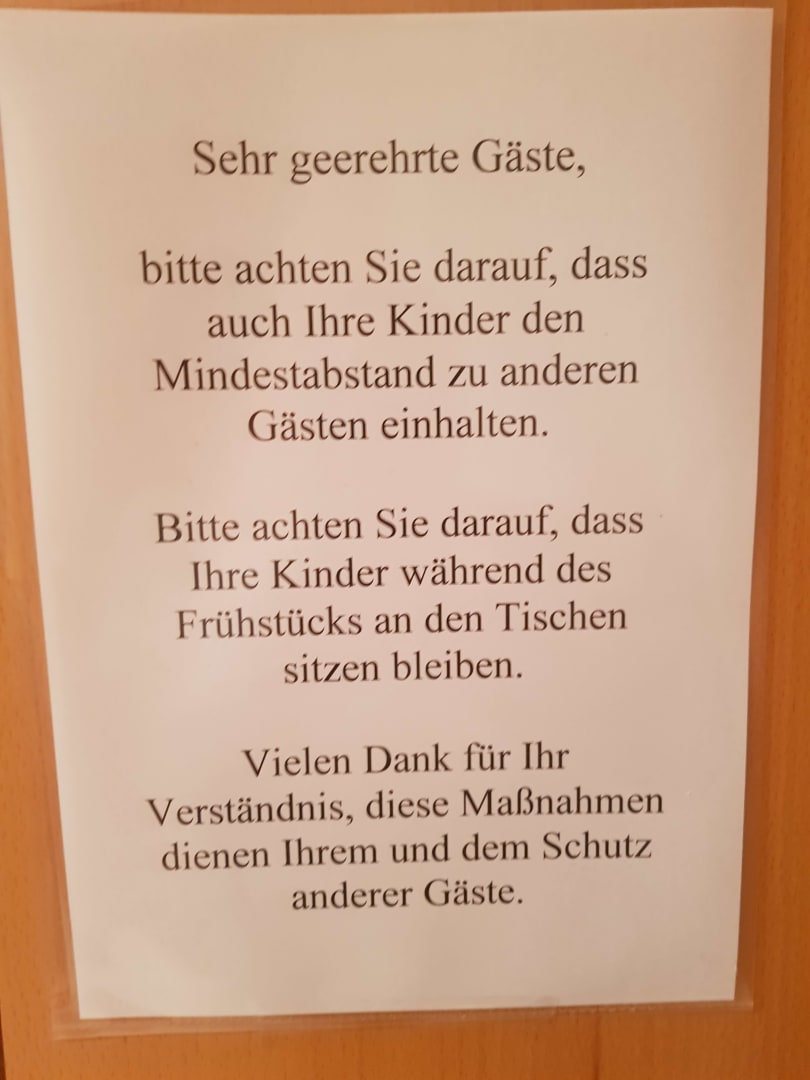 Sehr geerehrte Gäste,
bitte achten Sie darauf, dass
auch Ihre Kinder den
Mindestabstand zu anderen
Gästen einhalten.
Bitte achten Sie darauf, dass
Ihre Kinder während des
Frühstücks an den Tischen
sitzen bleiben.
Vielen Dank für Ihr
Verständnis, diese Maßnahmen
dienen Ihrem und dem Schutz
anderer Gäste.